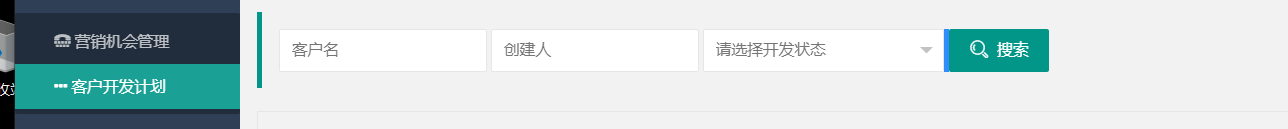 营销机会管理
客户名 创建人 请选择开发状态 搜索
客户开发计划